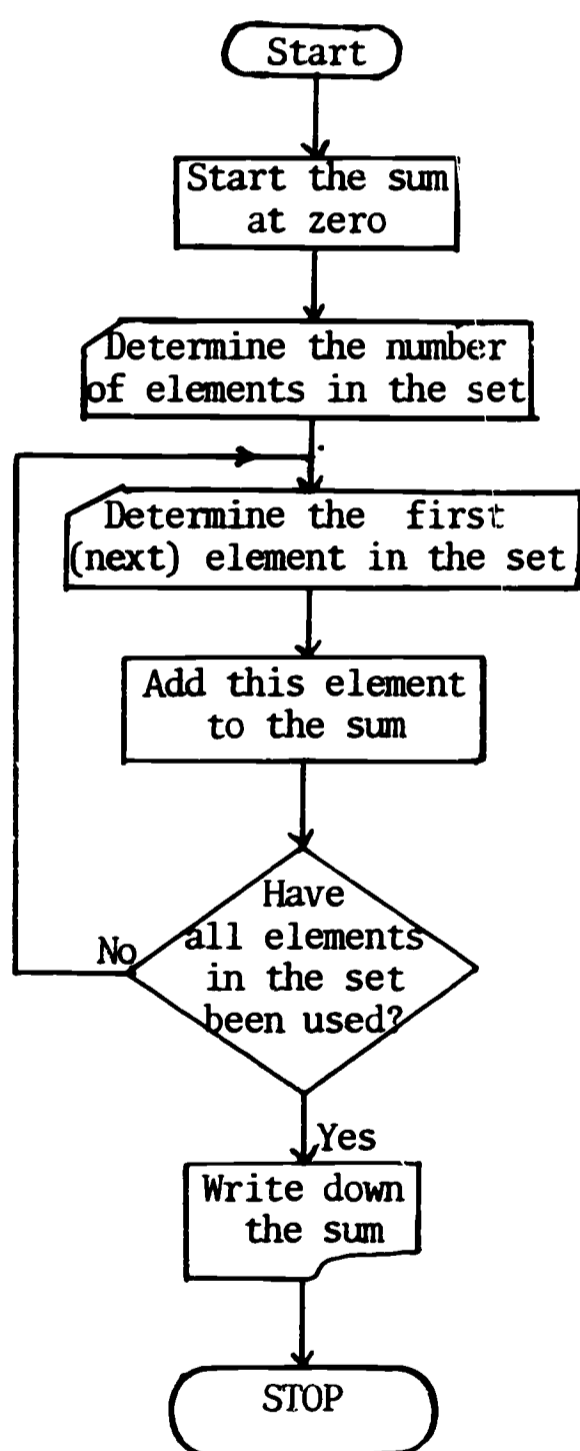 Start
Start the sum
at zero
Determine the number
of elements in the set
Determine the first
(next) element in the set
Add this element
to the sum
Have
all elements
in the set
been used?
No
Yes
Write down
the sum
STOP